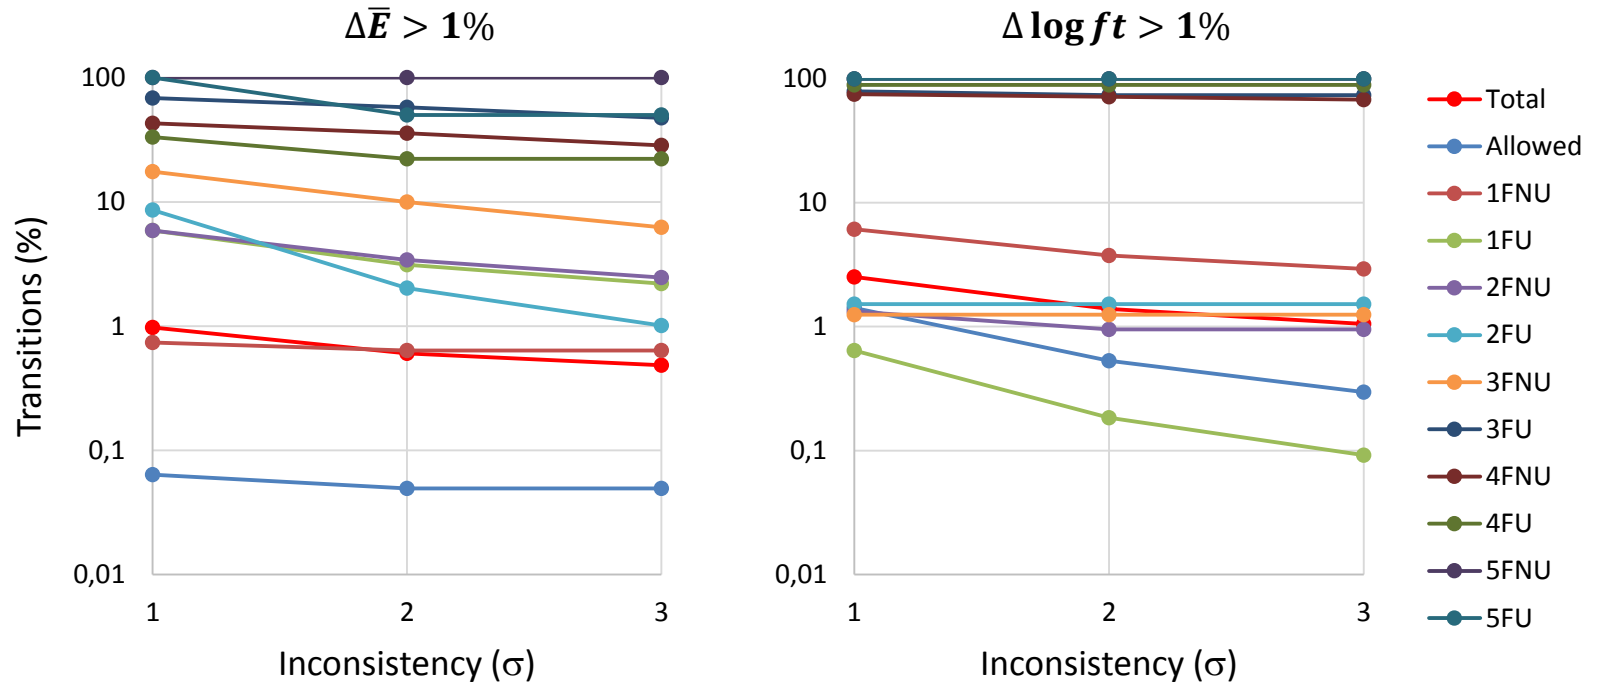 ΔE̅ > 1%
Δ log ft > 1%
Transitions (%)
100
10
1
0,1
0,01
1 2 3
Inconsistency (σ)
100
10
1
0,1
0,01
1 2 3
Inconsistency (σ)
Total
Allowed
1FNU
1FU
2FNU
2FU
3FNU
3FU
4FNU
4FU
5FNU
5FU